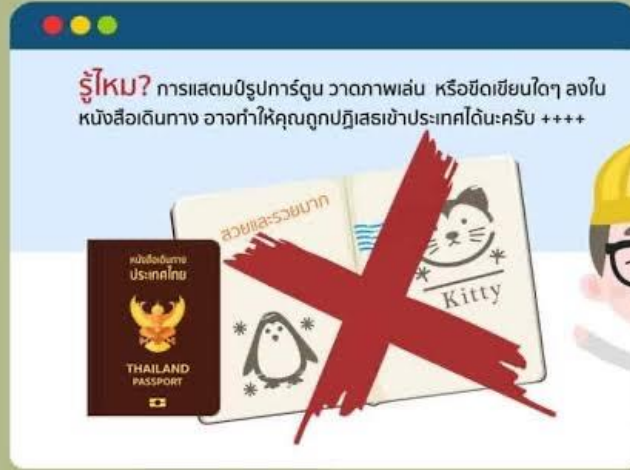 รู้ไหม? การแสตมป์รูปการ์ตูน วาดภาพเล่น หรือขีดเขียนใดๆ ลงใน
หนังสือเดินทาง อาจทำให้คุณถูกปฏิเสธเข้าประเทศได้นะครับ ++++
สวยและรวยมาก
Kitty
หนังสือเดินทาง
ประเทศไทย
THAILAND
PASSPORT